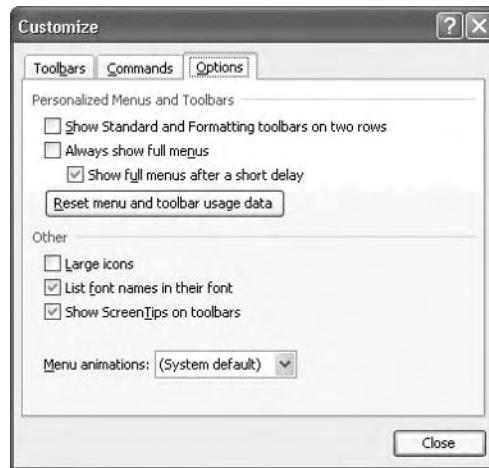 Customize
Toolbars Commands Options
Personalized Menus and Toolbars
Show Standard and Formatting toolbars on two rows
Always show full menus
Show full menus after a short delay
Reset menu and toolbar usage data
Other
Large icons
List font names in their font
Show ScreenTips on toolbars
Menu animations: (System default)
Close